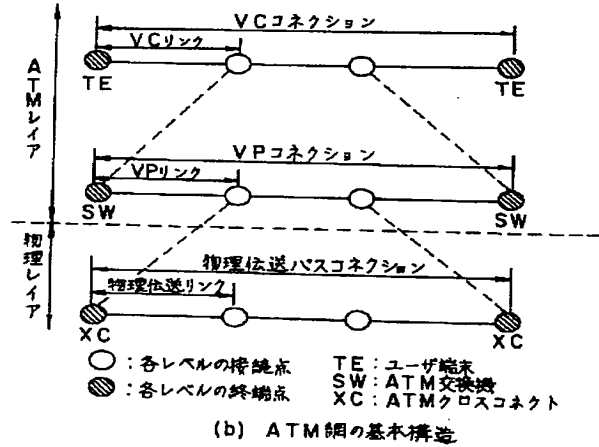 VCコネクション
VCリンク
TE
TE
ATMレイア
VPコネクション
VPリンク
SW
SW
物理レイア
物理伝送パスコネクション
物理伝送リンク
XC
XC
○:各レベルの接続点
:各レベルの終端点
TE:ユーザ端末
SW:ATM交換機
XC:ATMクロスコネクト
(b) ATM網の基本構造